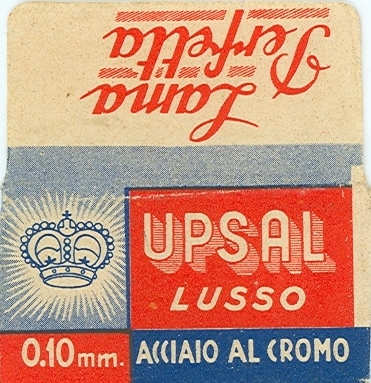 Lama
Perfetta
UPSAL
LUSSO
0.10 mm.
ACCIAIO AL CROMO